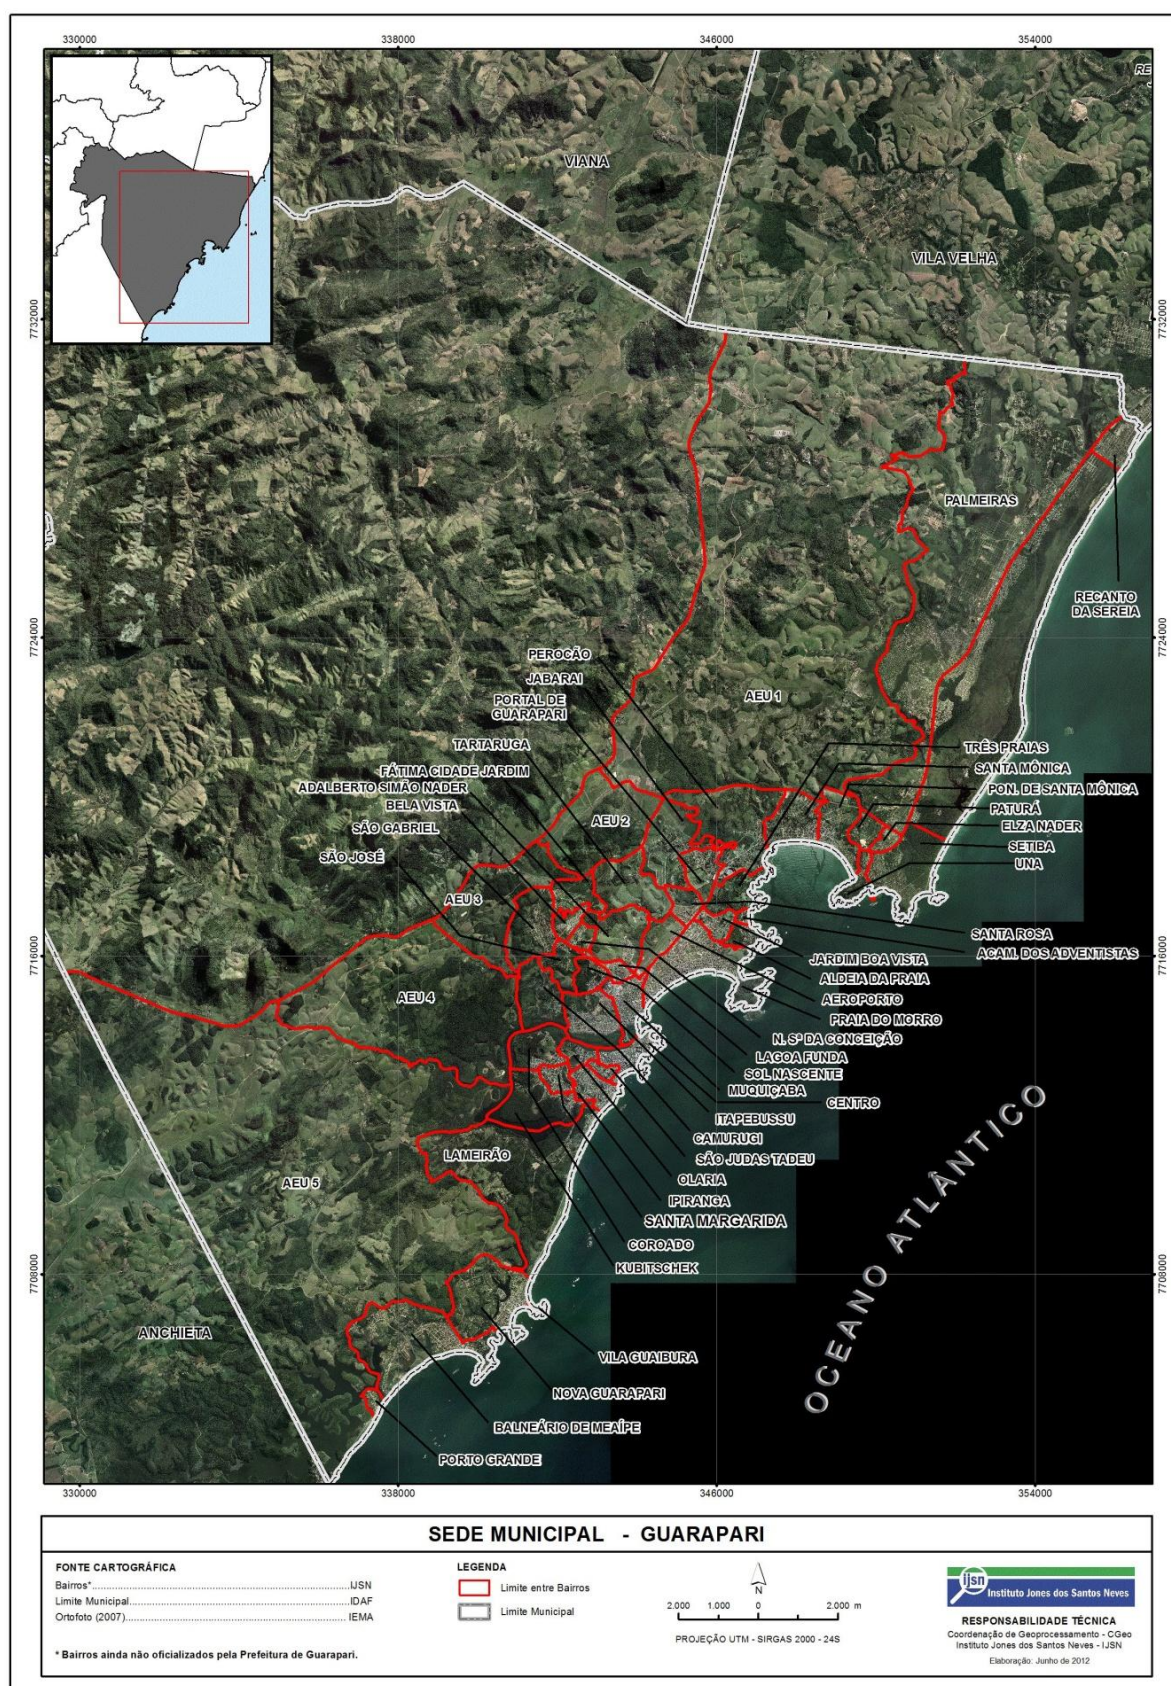 330000
338000
346000
354000
RE
VIANA
VILA VELHA
7732000
7732000
PALMEIRAS
RECANTO
DA SEREIA
7724000
7724000
PEROCÃO
JABARAI
PORTAL DE
GUARAPARI
AEU 1
TARTARUGA
TRÊS PRAIAS
FÁTIMA CIDADE JARDIM
SANTA MÔNICA
ADALBERTO SIMÃO NADER
PON. DE SANTA MÔNICA
BELA VISTA
PATURÁ
AEU 2
SÃO GABRIEL
ELZA NADER
SETIBA
SÃO JOSÉ
UNA
AEU 3
SANTA ROSA
ACAM. DOS ADVENTISTAS
7716000
7716000
JARDIM BOA VISTA
ALDEIA DA PRAIA
AEU 4
AEROPORTO
PRAIA DO MORRO
N. Sª DA CONCEIÇÃO
LAGOA FUNDA
SOL NASCENTE
MUQUIÇABA
CENTRO
ITAPEBUSSU
CAMURUGI
LAMEIRÃO
SÃO JUDAS TADEU
AEU 5
OLARIA
IPIRANGA
SANTA MARGARIDA
COROADO
KUBITSCHEK
7708000
7708000
OCEANO ATLÂNTICO
ANCHIETA
VILA GUAIBURA
NOVA GUARAPARI
BALNEÁRIO DE MEAÍPE
PORTO GRANDE
330000
338000
346000
354000
SEDE MUNICIPAL - GUARAPARI
FONTE CARTOGRÁFICA
Bairros*...IJSN
Limite Municipal...IDAF
Ortofoto (2007)...IEMA
* Bairros ainda não oficializados pela Prefeitura de Guarapari.
LEGENDA
Limite entre Bairros
Limite Municipal
N
2.000 1.000 0 2.000 m
PROJEÇÃO UTM - SIRGAS 2000 - 24S
ijsn Instituto Jones dos Santos Neves
RESPONSABILIDADE TÉCNICA
Coordenação de Geoprocessamento - CGeo
Instituto Jones dos Santos Neves - IJSN
Elaboração: Junho de 2012